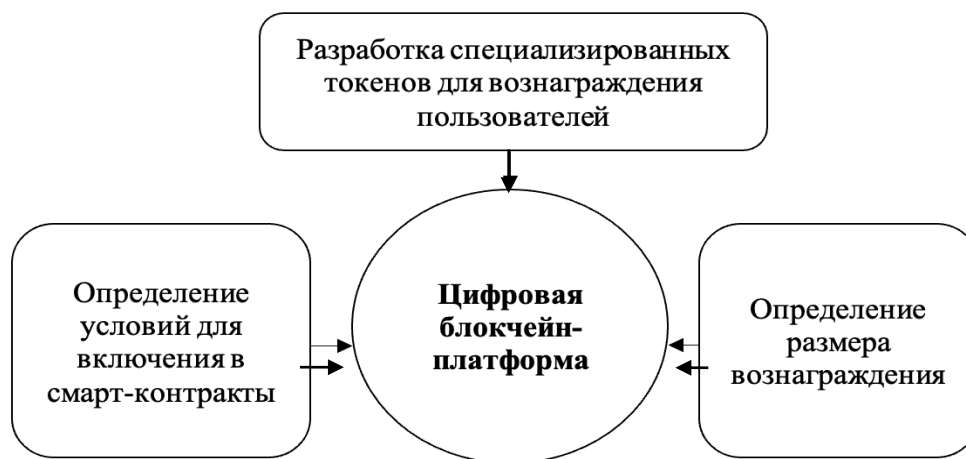 Разработка специализированных
токенов для вознаграждения
пользователей
Определение
условий для
включения в
смарт-контракты
Цифровая
блокчейн-
платформа
Определение
размера
вознаграждения